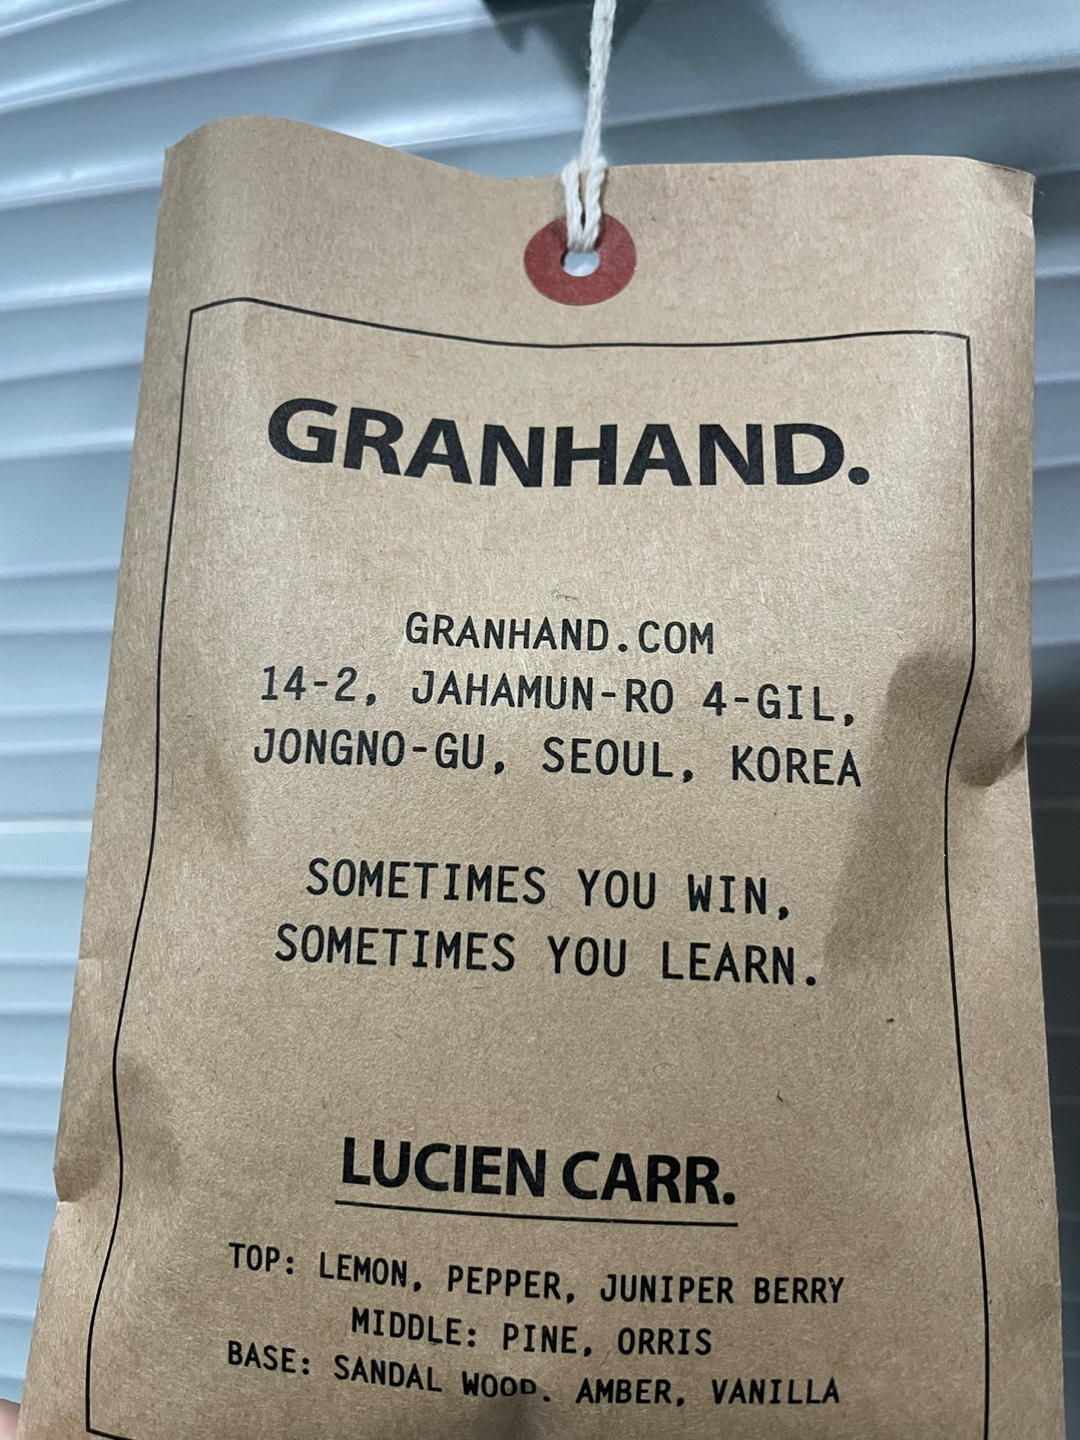 GRANHAND.
GRANHAND.COM
14-2, JAHAMUN-RO 4-GIL,
JONGNO-GU, SEOUL, KOREA
SOMETIMES YOU WIN,
SOMETIMES YOU LEARN.
LUCIEN CARR.
TOP: LEMON, PEPPER, JUNIPER BERRY
MIDDLE: PINE, ORRIS
BASE: SANDAL WOOD. AMBER, VANILLA